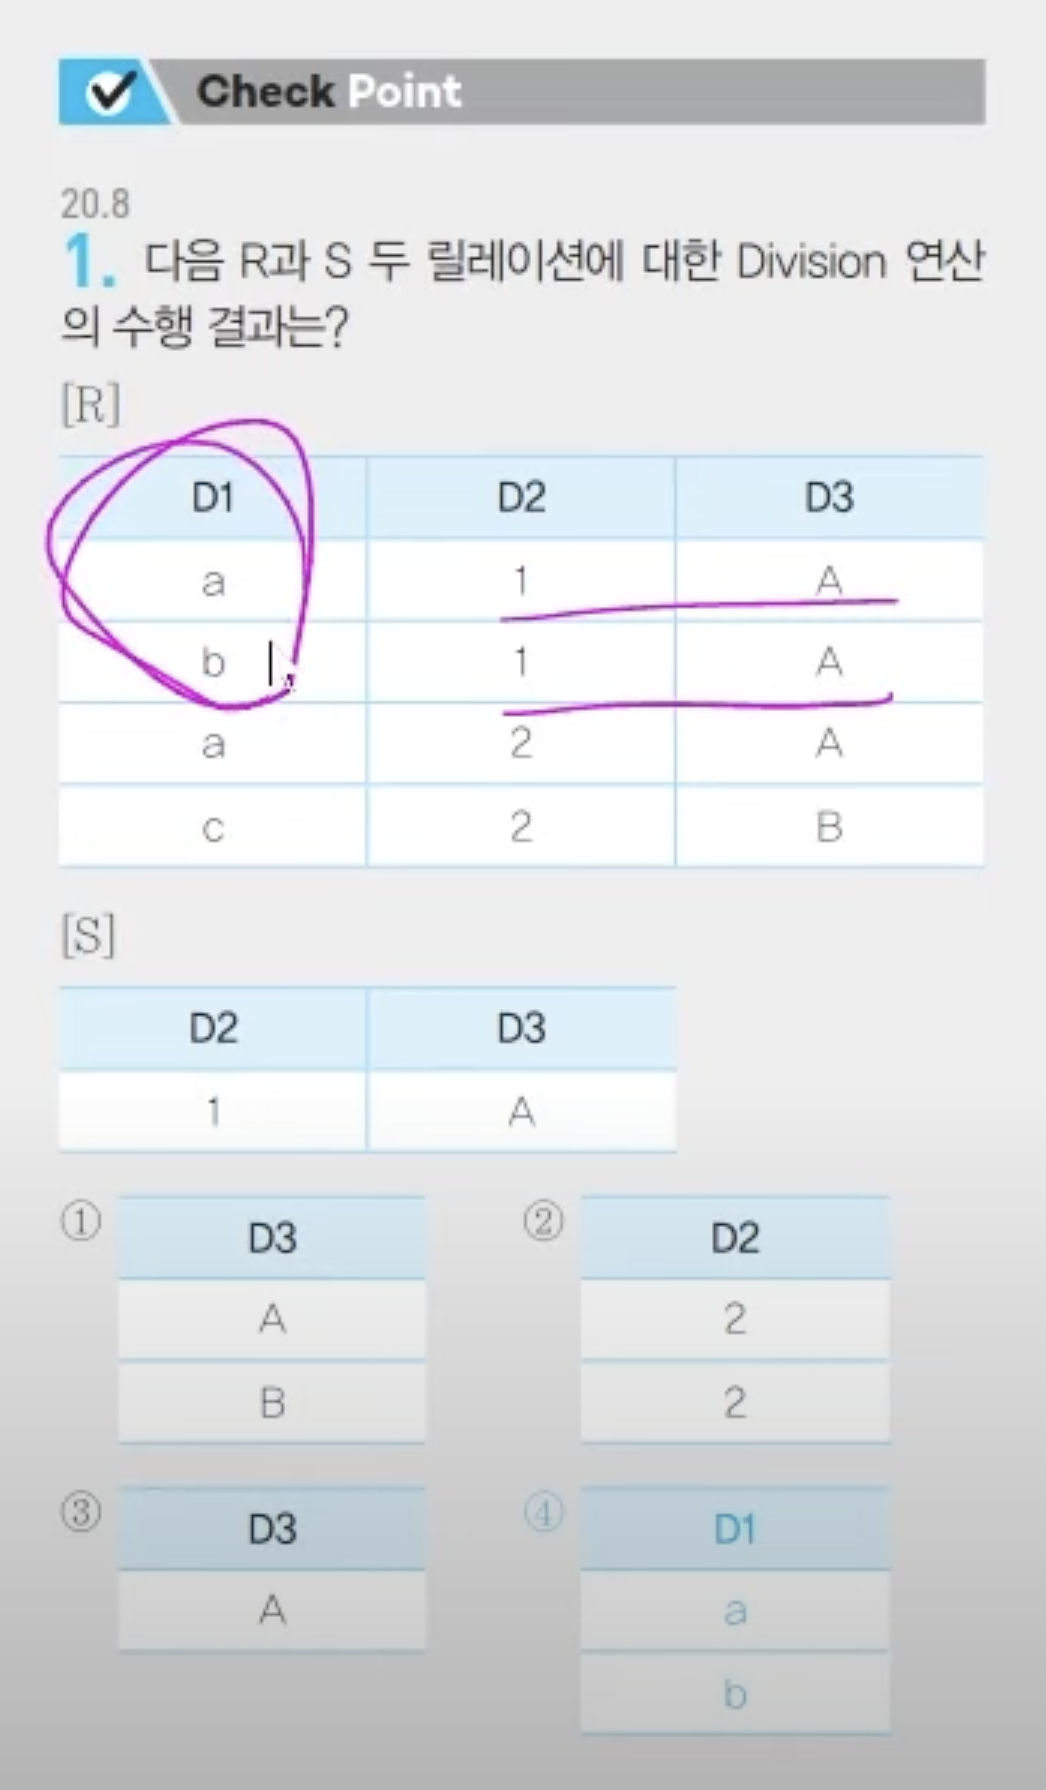 Check Point
20.8
1. 다음 R과 S 두 릴레이션에 대한 Division 연산
의 수행 결과는?
[R]
D1 D2 D3
a 1 A
b 1 A
a 2 A
c 2 B
[S]
D2 D3
1 A
① D3
A
B
② D2
2
2
③ D3
A
④ D1
a
b